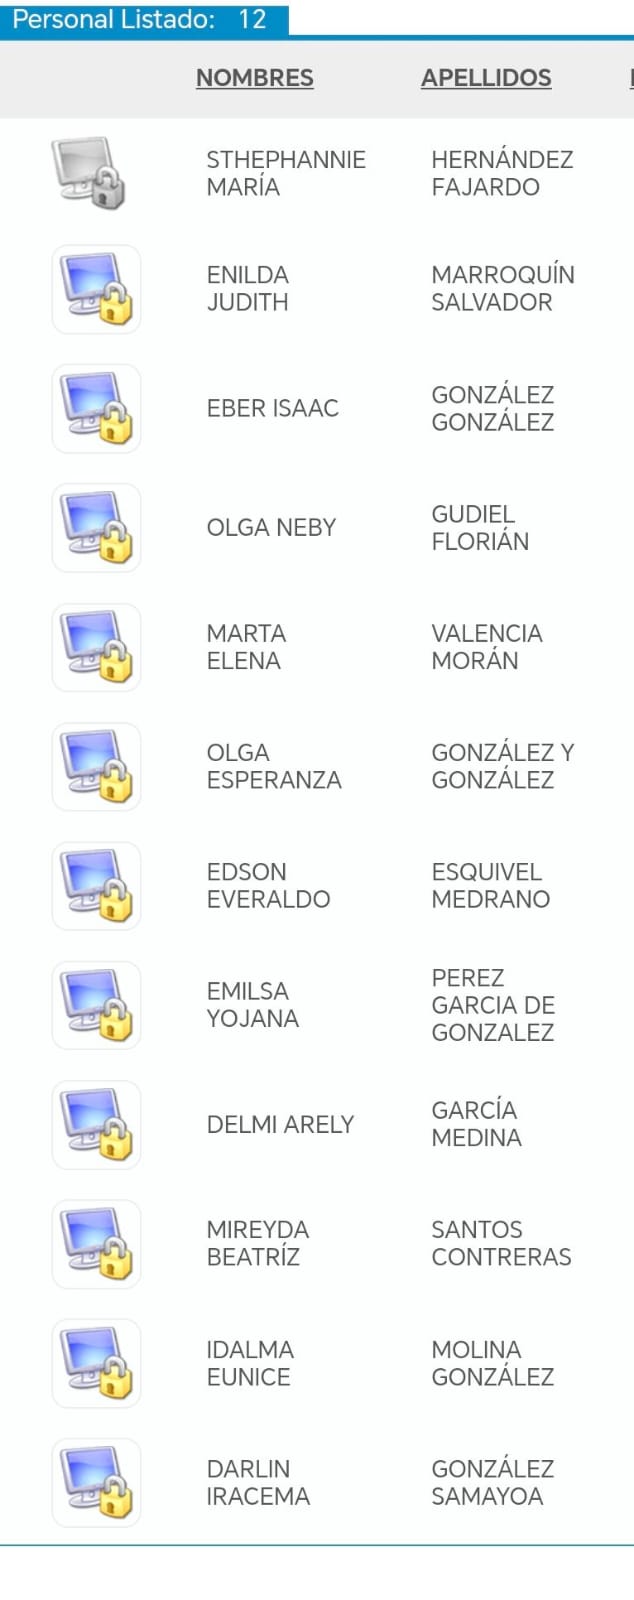 Personal Listado: 12
NOMBRES APELLIDOS
STHEPHANNIE HERNÁNDEZ
MARÍA FAJARDO
ENILDA MARROQUÍN
JUDITH SALVADOR
EBER ISAAC GONZÁLEZ
GONZÁLEZ
OLGA NEBY GUDIEL
FLORIÁN
MARTA VALENCIA
ELENA MORÁN
OLGA GONZÁLEZ Y
ESPERANZA GONZÁLEZ
EDSON ESQUIVEL
EVERALDO MEDRANO
EMILSA PEREZ
YOJANA GARCIA DE
GONZALEZ
DELMI ARELY GARCÍA
MEDINA
MIREYDA SANTOS
BEATRÍZ CONTRERAS
IDALMA MOLINA
EUNICE GONZÁLEZ
DARLIN GONZÁLEZ
IRACEMA SAMAYOA